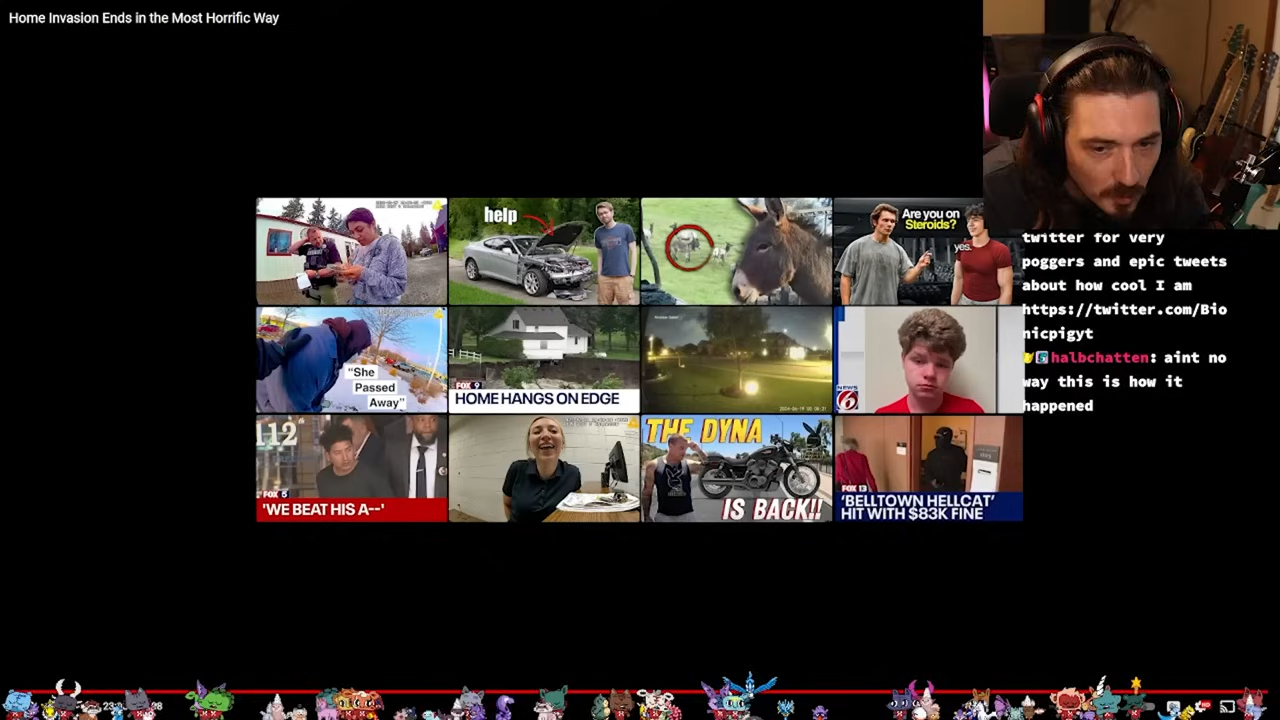 Home Invasion Ends in the Most Horrific Way
help
Are you on
Steroids?
yes.
twitter for very
poggers and epic tweets
about how cool I am
https://twitter.com/Bio
nicpigyt
halbchatten: aint no
way this is how it
happened
"She
Passed
Away"
FOX 9
HOME HANGS ON EDGE
NEWS
6
112
FOX 5
'WE BEAT HIS A--'
THE DYNA
IS BACK!!
FOX 13
'BELLTOWN HELLCAT'
HIT WITH $83K FINE